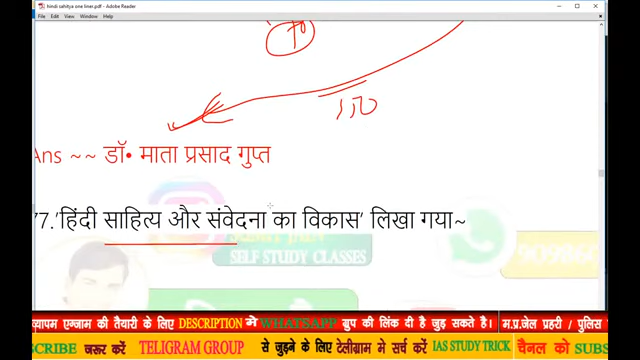 hindi sahitya one liner.pdf - Adobe Reader
File Edit View Window Help
150
Ans ~~ डॉ• माता प्रसाद गुप्त
77.'हिंदी साहित्य और संवेदना का विकास' लिखा गया~
SELF STUDY CLASSES
व्यापम एग्जाम की तैयारी के लिए DESCRIPTION मे WHATSAPP ग्रुप की लिंक दी है जुड़ सकते है। म.प्र.जेल प्रहरी / पुलिस
SCRIBE जरूर करें TELIGRAM GROUP से जुड़ने के लिए टेलीग्राम मे सर्च करें IAS STUDY TRICK चैनल को SUBS